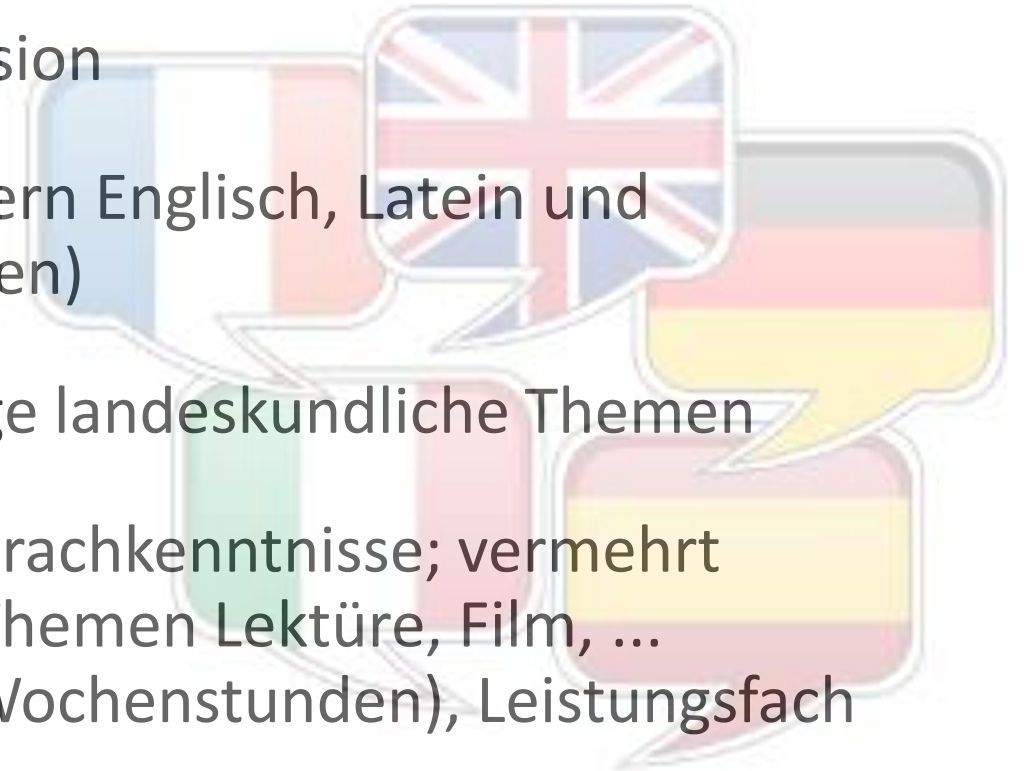 sion
ern Englisch, Latein und
en)
ge landeskundliche Themen
rachkenntnisse; vermehrt
hemen Lektüre, Film, ...
Wochenstunden), Leistungsfach